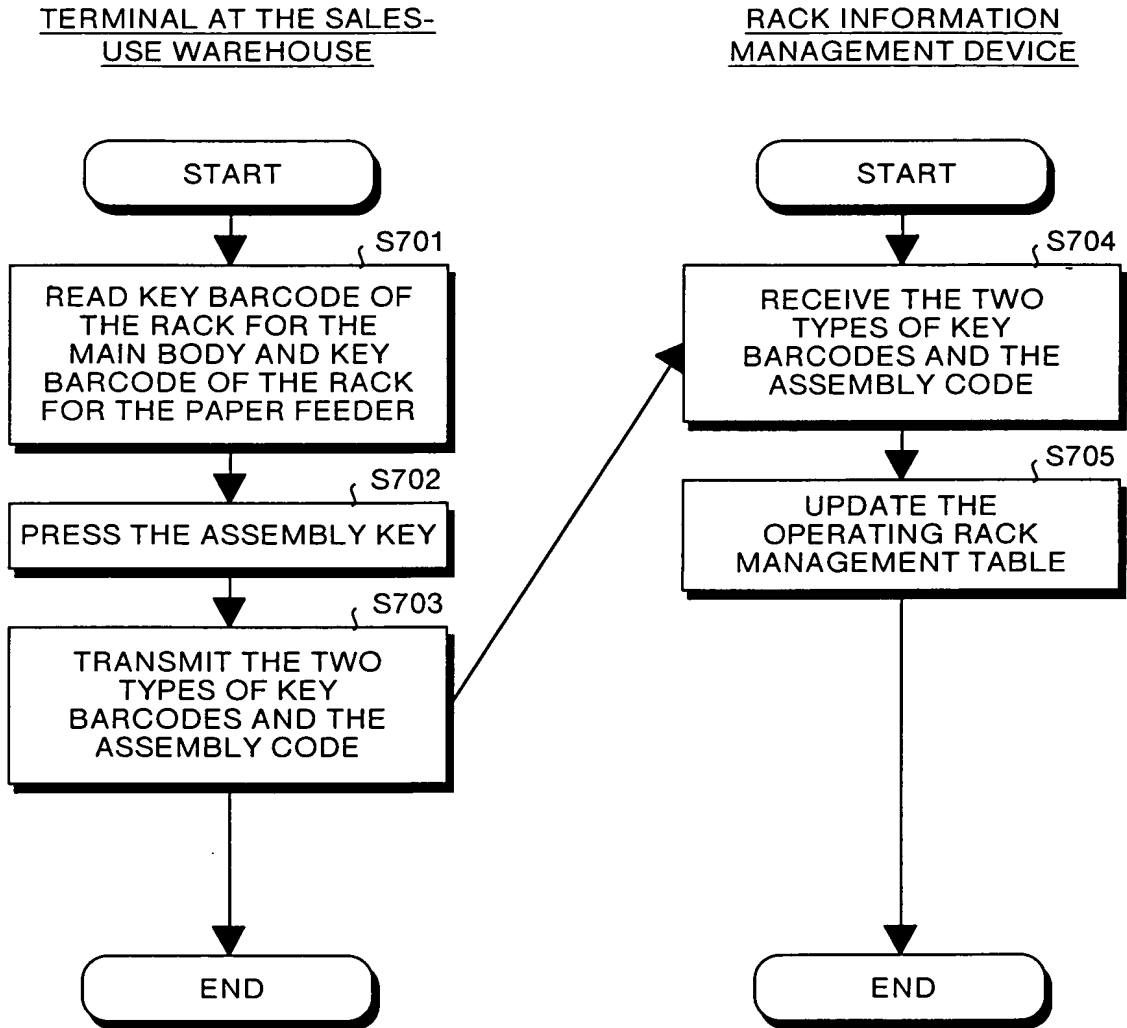 TERMINAL AT THE SALES-
USE WAREHOUSE
START
S701
READ KEY BARCODE OF
THE RACK FOR THE
MAIN BODY AND KEY
BARCODE OF THE RACK
FOR THE PAPER FEEDER
S702
PRESS THE ASSEMBLY KEY
S703
TRANSMIT THE TWO
TYPES OF KEY
BARCODES AND THE
ASSEMBLY CODE
END
RACK INFORMATION
MANAGEMENT DEVICE
START
S704
RECEIVE THE TWO
TYPES OF KEY
BARCODES AND THE
ASSEMBLY CODE
S705
UPDATE THE
OPERATING RACK
MANAGEMENT TABLE
END